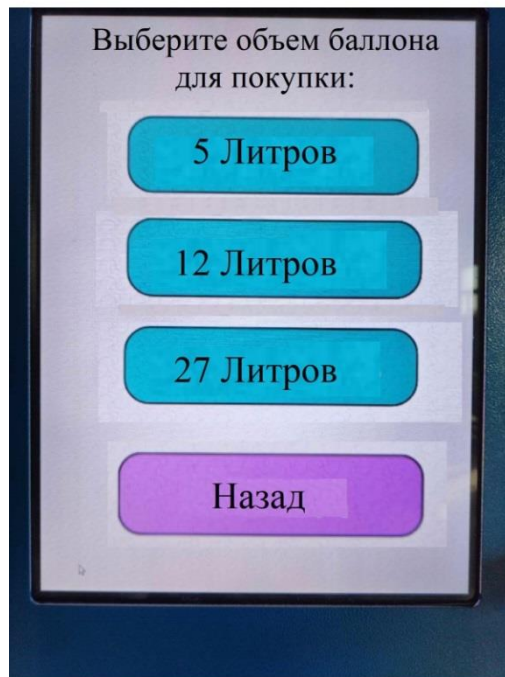 Выберите объем баллона
для покупки:
5 Литров
12 Литров
27 Литров
Назад